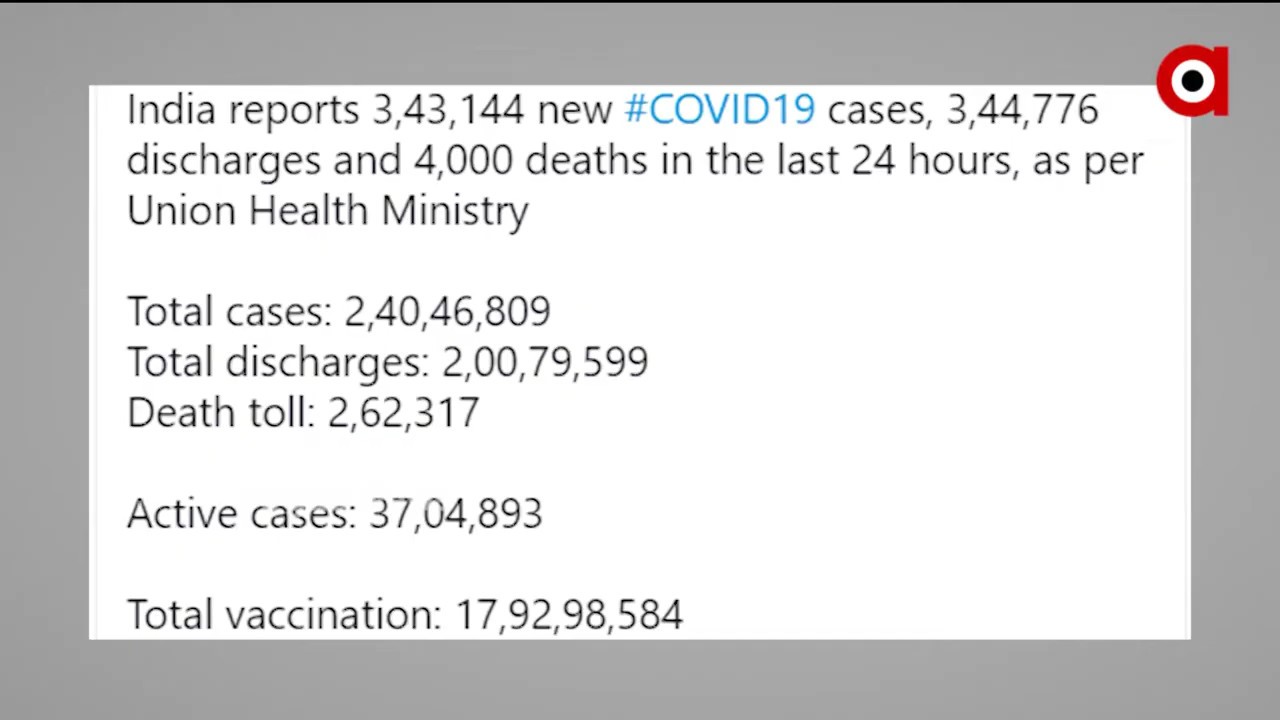 India reports 3,43,144 new #COVID19 cases, 3,44,776
discharges and 4,000 deaths in the last 24 hours, as per
Union Health Ministry
Total cases: 2,40,46,809
Total discharges: 2,00,79,599
Death toll: 2,62,317
Active cases: 37,04,893
Total vaccination: 17,92,98,584